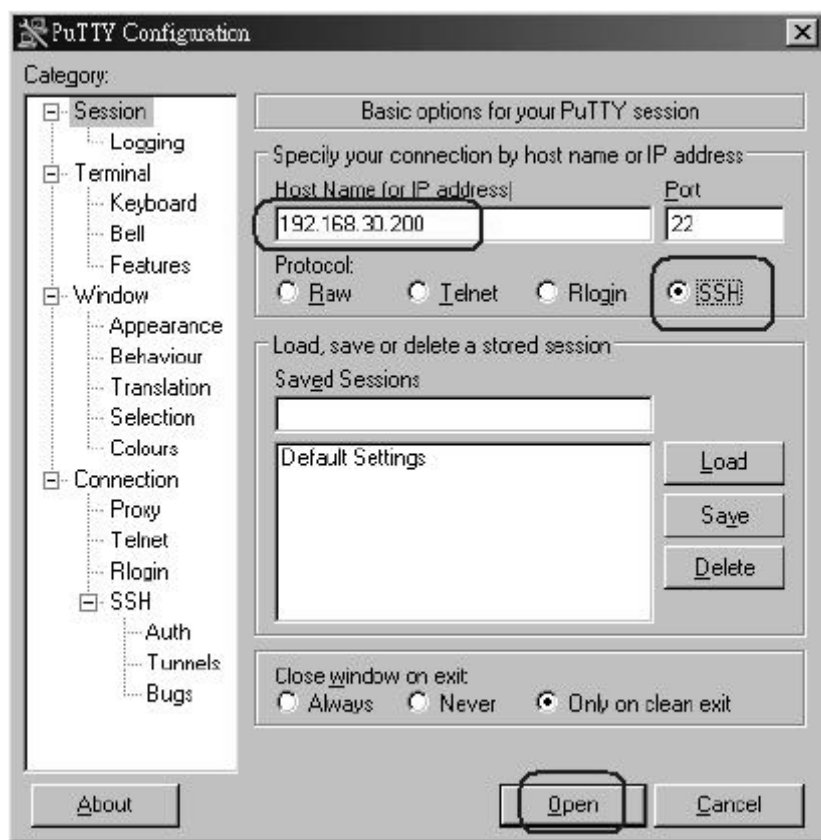 PuTTY Configuration
Category:
Session
Logging
Terminal
Keyboard
Bell
Features
Window
Appearance
Behaviour
Translation
Selection
Colours
Connection
Proxy
Telnet
Rlogin
SSH
Auth
Tunnels
Bugs
Basic options for your PuTTY session
Specify your connection by host name or IP address
Host Name (or IP address) Port
192.168.30.200 22
Protocol:
Raw Telnet Rlogin SSH
Load, save or delete a stored session
Saved Sessions
Default Settings
Load
Save
Delete
Close window on exit:
Always Never Only on clean exit
About Open Cancel